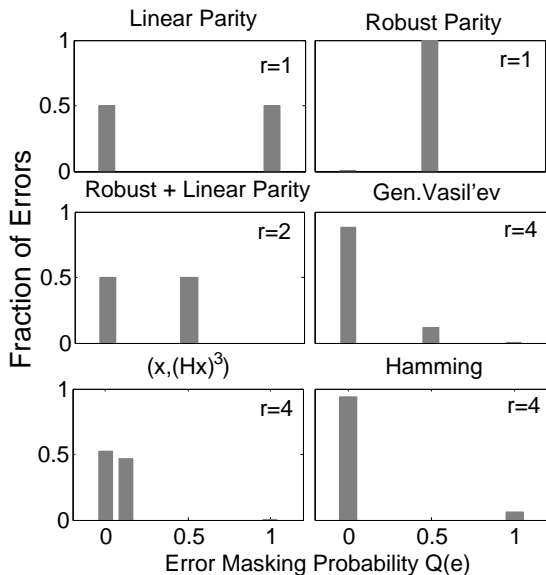 Linear Parity
Robust Parity
1
r=1
r=1
0.5
0
Robust + Linear Parity
Gen.Vasil'ev
1
r=2
r=4
0.5
0
(x,(Hx)^3)
Hamming
1
r=4
r=4
0.5
0
0 0.5 1
0 0.5 1
Fraction of Errors
Error Masking Probability Q(e)